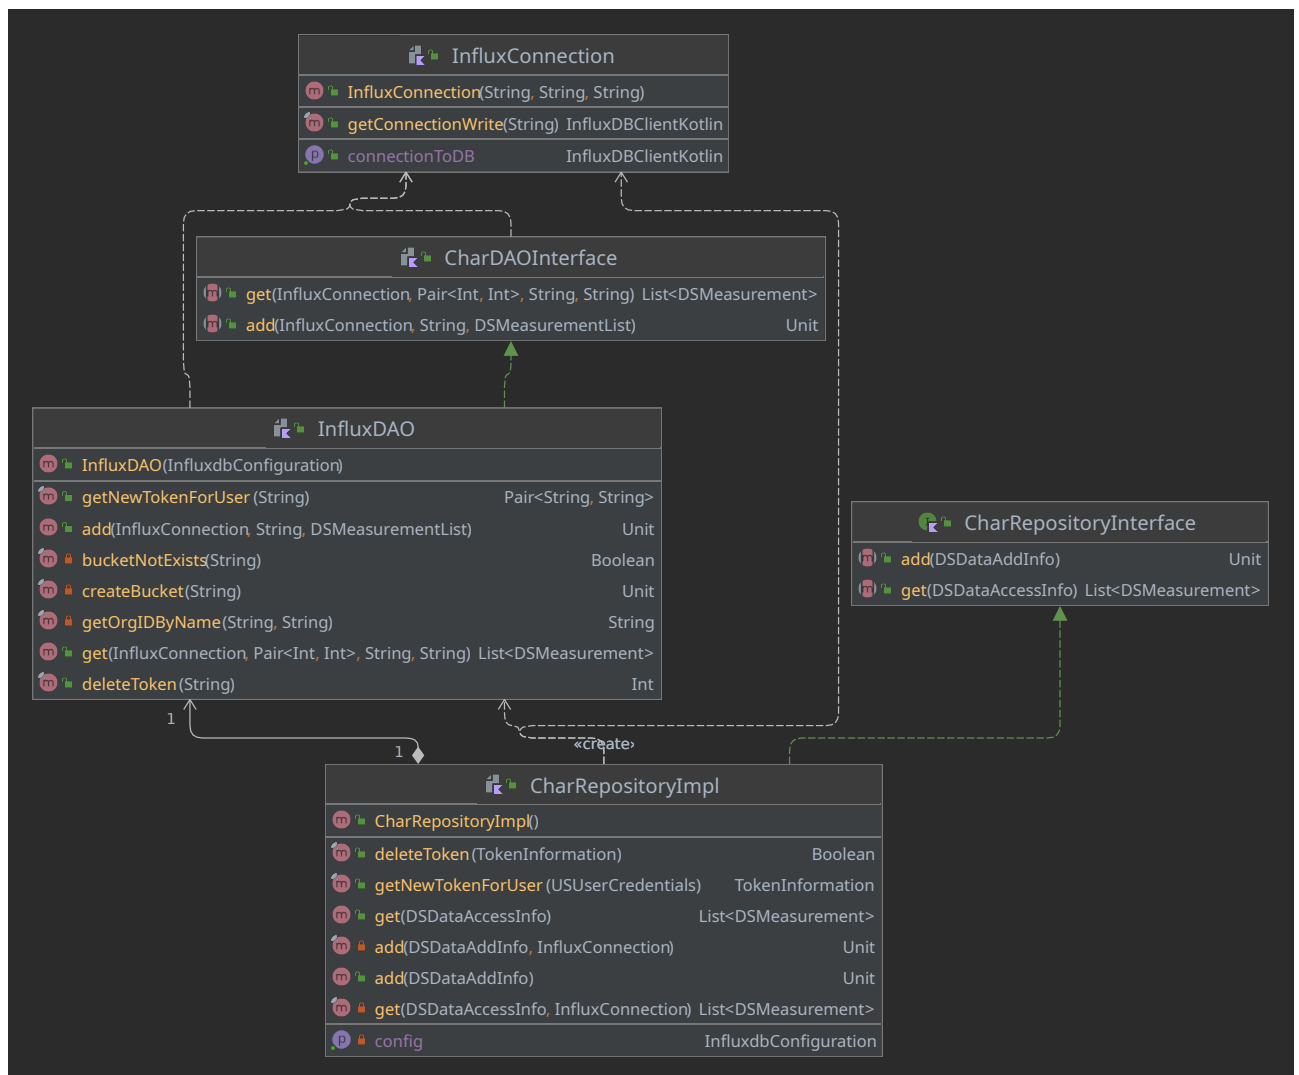 InfluxConnection
InfluxConnection(String, String, String)
getConnectionWrite(String) InfluxDBClientKotlin
connectionToDB InfluxDBClientKotlin
CharDAOInterface
get(InfluxConnection, Pair<Int, Int>, String, String) List<DSMeasurement>
add(InfluxConnection, String, DSMeasurementList) Unit
InfluxDAO
InfluxDAO(InfluxdbConfiguration)
getNewTokenForUser(String) Pair<String, String>
add(InfluxConnection, String, DSMeasurementList) Unit
bucketNotExists(String) Boolean
createBucket(String) Unit
getOrgIDByName(String, String) String
get(InfluxConnection, Pair<Int, Int>, String, String) List<DSMeasurement>
deleteToken(String) Int
CharRepositoryInterface
add(DSDataAddInfo) Unit
get(DSDataAccessInfo) List<DSMeasurement>
1
1
«create»
CharRepositoryImpl
CharRepositoryImpl()
deleteToken(TokenInformation) Boolean
getNewTokenForUser(USUserCredentials) TokenInformation
get(DSDataAccessInfo) List<DSMeasurement>
add(DSDataAddInfo, InfluxConnection) Unit
add(DSDataAddInfo) Unit
get(DSDataAccessInfo, InfluxConnection) List<DSMeasurement>
config InfluxdbConfiguration